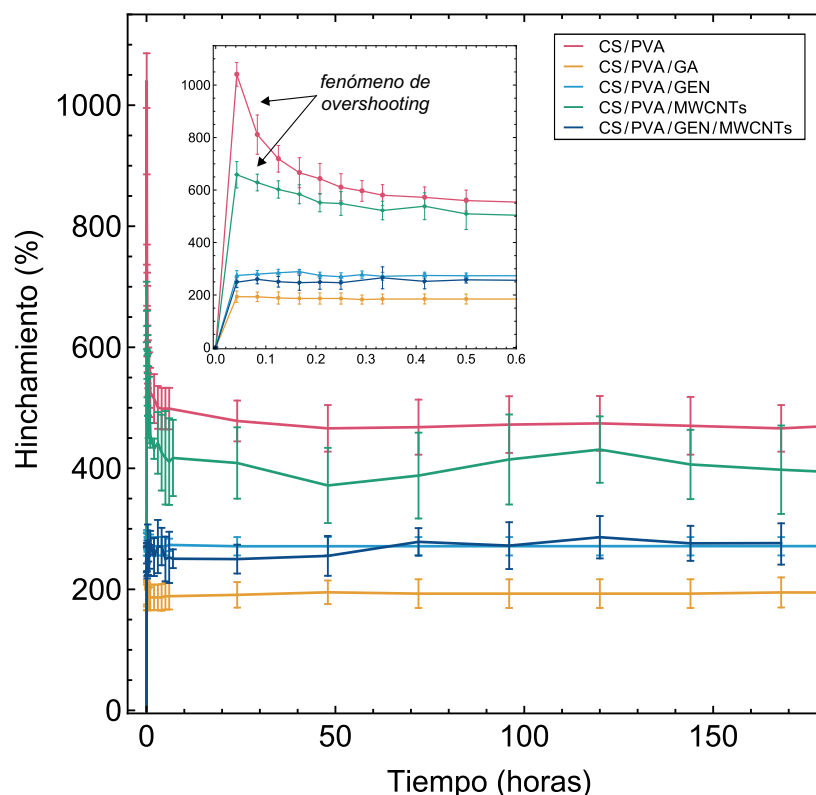 Hinchamiento (%)
1000
800
600
400
200
0
0
50
100
150
Tiempo (horas)
CS/PVA
CS/PVA/GA
CS/PVA/GEN
CS/PVA/MWCNTs
CS/PVA/GEN/MWCNTs
fenómeno de
overshooting
1000
800
600
400
200
0
0.0
0.1
0.2
0.3
0.4
0.5
0.6